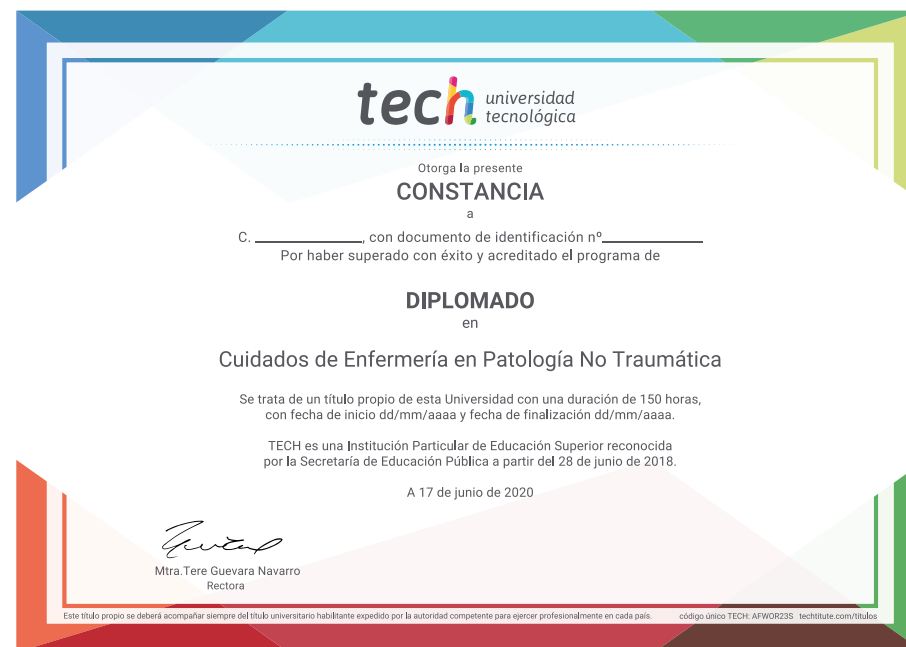 tech universidad
tecnológica
Otorga la presente
CONSTANCIA
a
C. ____________, con documento de identificación nº____________
Por haber superado con éxito y acreditado el programa de
DIPLOMADO
en
Cuidados de Enfermería en Patología No Traumática
Se trata de un título propio de esta Universidad con una duración de 150 horas,
con fecha de inicio dd/mm/aaaa y fecha de finalización dd/mm/aaaa.
TECH es una Institución Particular de Educación Superior reconocida
por la Secretaría de Educación Pública a partir del 28 de junio de 2018.
A 17 de junio de 2020
Mtra.Tere Guevara Navarro
Rectora
Este título propio se deberá acompañar siempre del título universitario habilitante expedido por la autoridad competente para ejercer profesionalmente en cada país. código único TECH: AFWOR23S techtitute.com/titulos